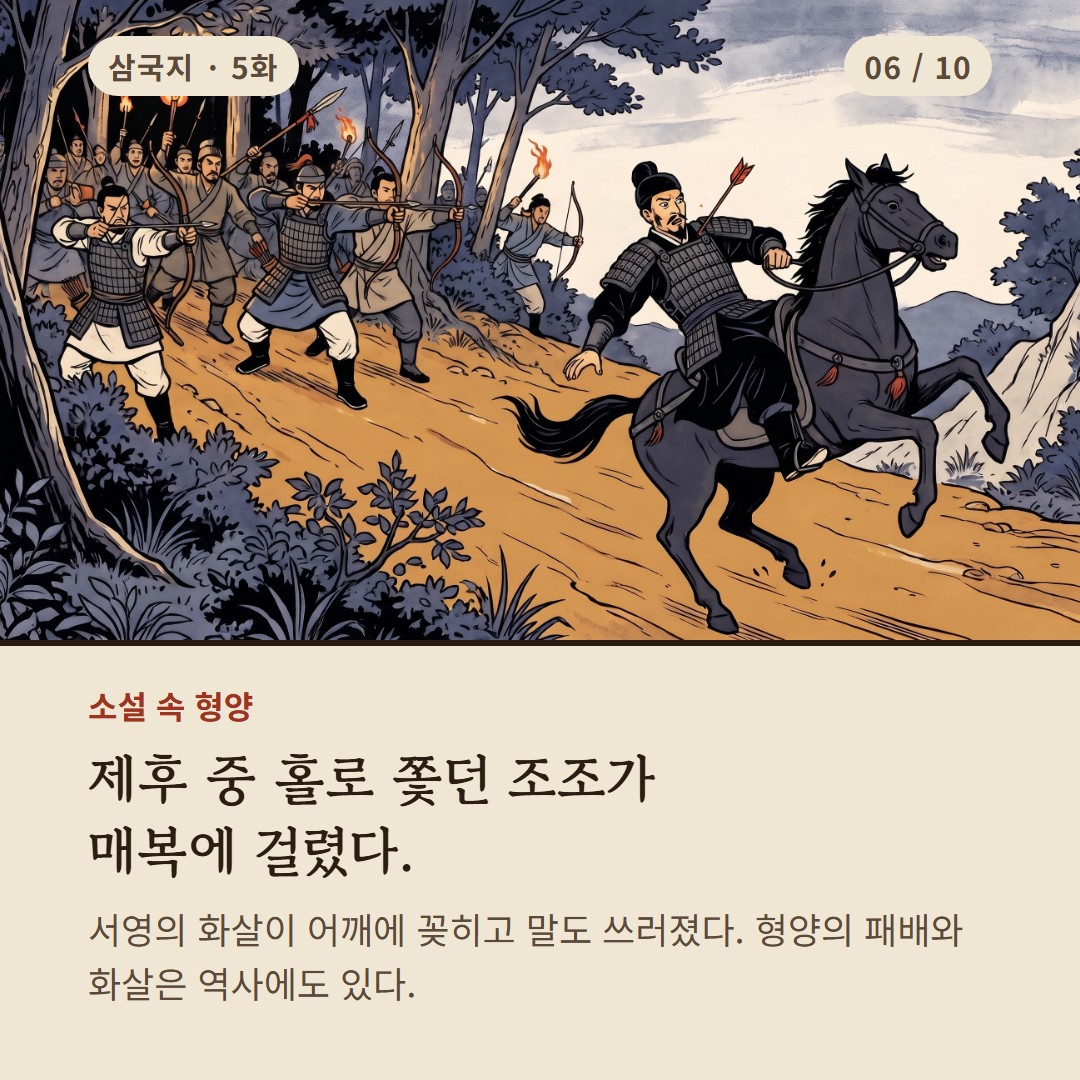 삼국지 · 5화
06 / 10
소설 속 형양
제후 중 홀로 쫓던 조조가
매복에 걸렸다.
서영의 화살이 어깨에 꽂히고 말도 쓰러졌다. 형양의 패배와
화살은 역사에도 있다.